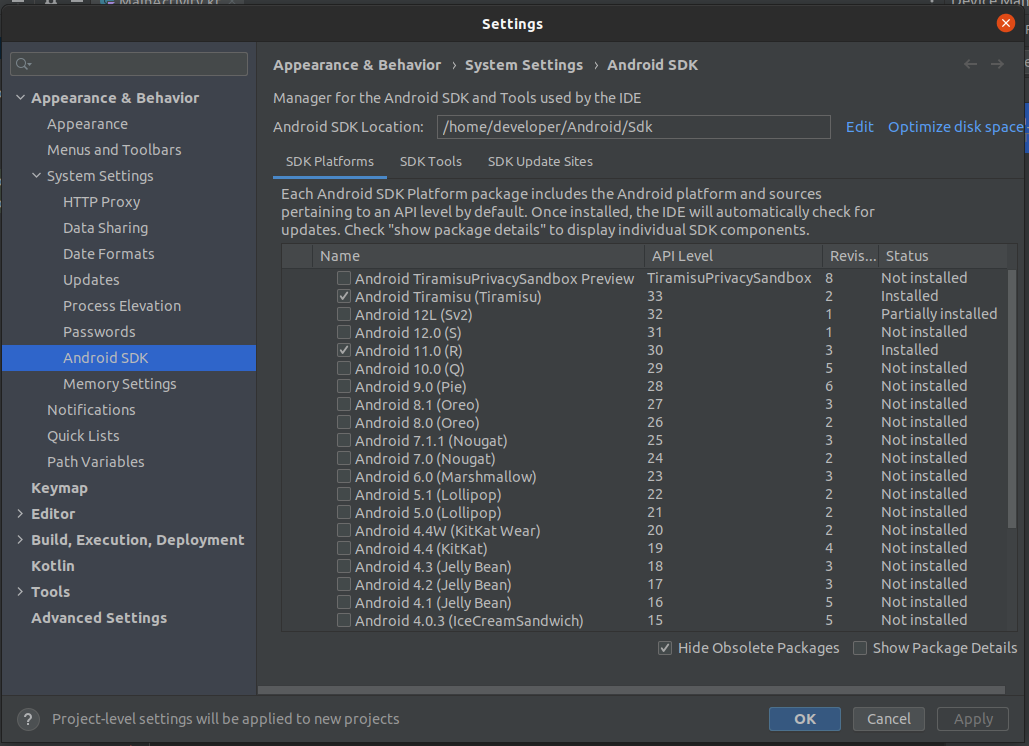 MainActivity.kt
Device Man
Settings
Appearance & Behavior › System Settings › Android SDK
Appearance & Behavior
Appearance
Menus and Toolbars
System Settings
HTTP Proxy
Data Sharing
Date Formats
Updates
Process Elevation
Passwords
Android SDK
Memory Settings
Notifications
Quick Lists
Path Variables
Keymap
Editor
Build, Execution, Deployment
Kotlin
Tools
Advanced Settings
Manager for the Android SDK and Tools used by the IDE
Android SDK Location: /home/developer/Android/Sdk Edit Optimize disk space
SDK Platforms SDK Tools SDK Update Sites
Each Android SDK Platform package includes the Android platform and sources
pertaining to an API level by default. Once installed, the IDE will automatically check for
updates. Check "show package details" to display individual SDK components.
Name API Level Revis... Status
Android TiramisuPrivacySandbox Preview TiramisuPrivacySandbox 8 Not installed
Android Tiramisu (Tiramisu) 33 2 Installed
Android 12L (Sv2) 32 1 Partially installed
Android 12.0 (S) 31 1 Not installed
Android 11.0 (R) 30 3 Installed
Android 10.0 (Q) 29 5 Not installed
Android 9.0 (Pie) 28 6 Not installed
Android 8.1 (Oreo) 27 3 Not installed
Android 8.0 (Oreo) 26 2 Not installed
Android 7.1.1 (Nougat) 25 3 Not installed
Android 7.0 (Nougat) 24 2 Not installed
Android 6.0 (Marshmallow) 23 3 Not installed
Android 5.1 (Lollipop) 22 2 Not installed
Android 5.0 (Lollipop) 21 2 Not installed
Android 4.4W (KitKat Wear) 20 2 Not installed
Android 4.4 (KitKat) 19 4 Not installed
Android 4.3 (Jelly Bean) 18 3 Not installed
Android 4.2 (Jelly Bean) 17 3 Not installed
Android 4.1 (Jelly Bean) 16 5 Not installed
Android 4.0.3 (IceCreamSandwich) 15 5 Not installed
Hide Obsolete Packages Show Package Details
? Project-level settings will be applied to new projects
OK Cancel Apply